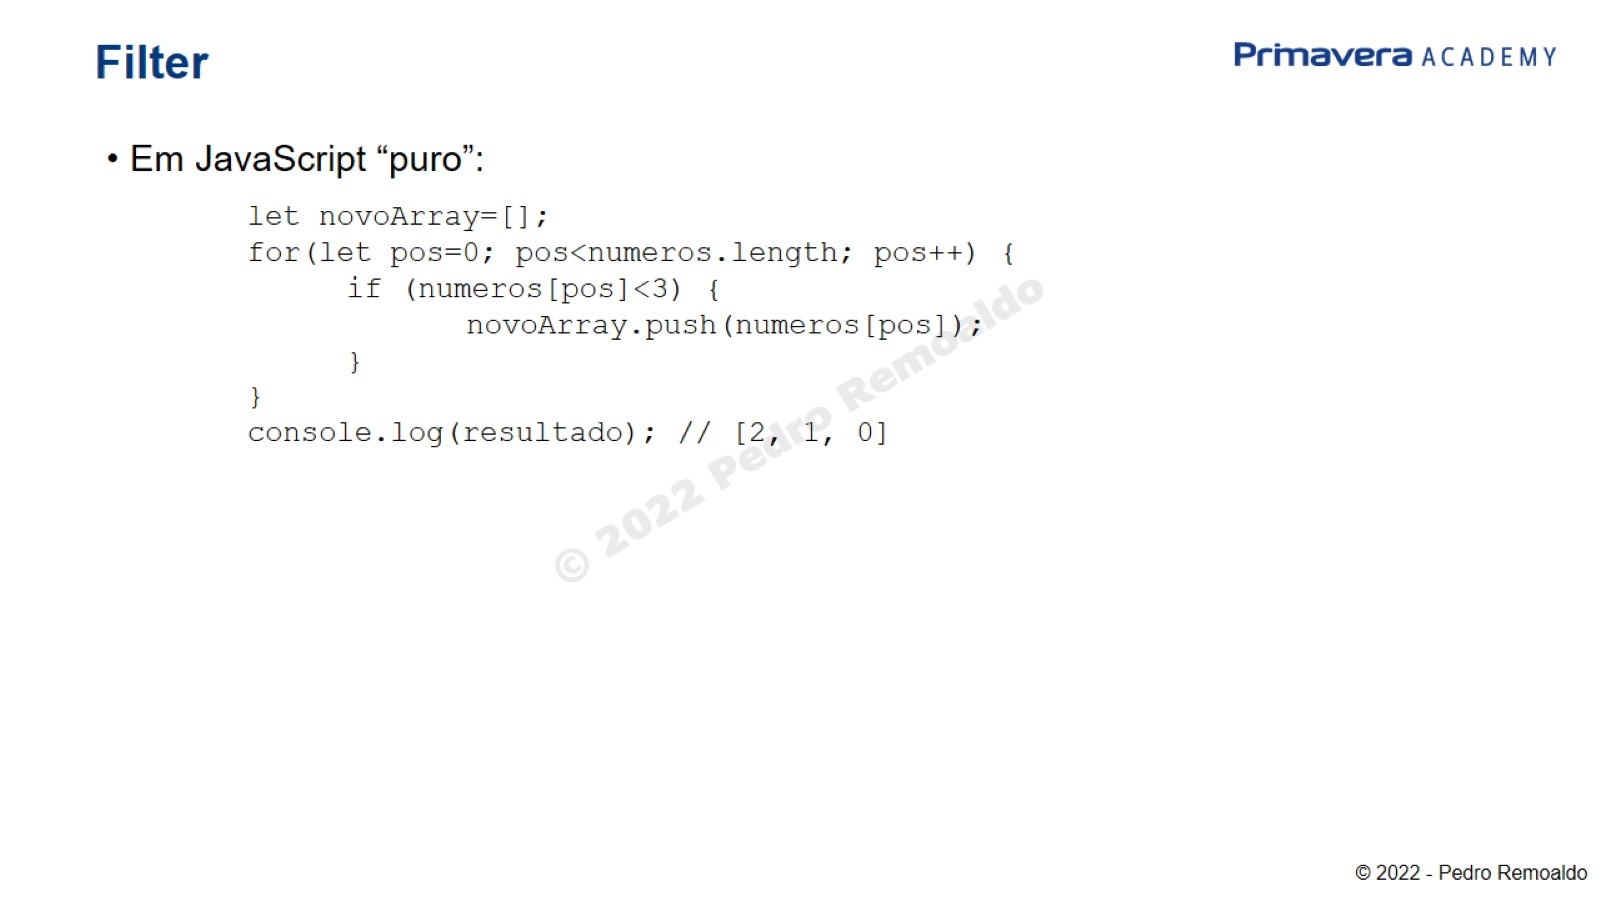 Filter
Primavera ACADEMY
• Em JavaScript “puro”:
let novoArray=[];
for(let pos=0; pos<numeros.length; pos++) {
if (numeros[pos]<3) {
novoArray.push(numeros[pos]);
}
}
console.log(resultado); // [2, 1, 0]
© 2022 Pedro Remoaldo
© 2022 - Pedro Remoaldo